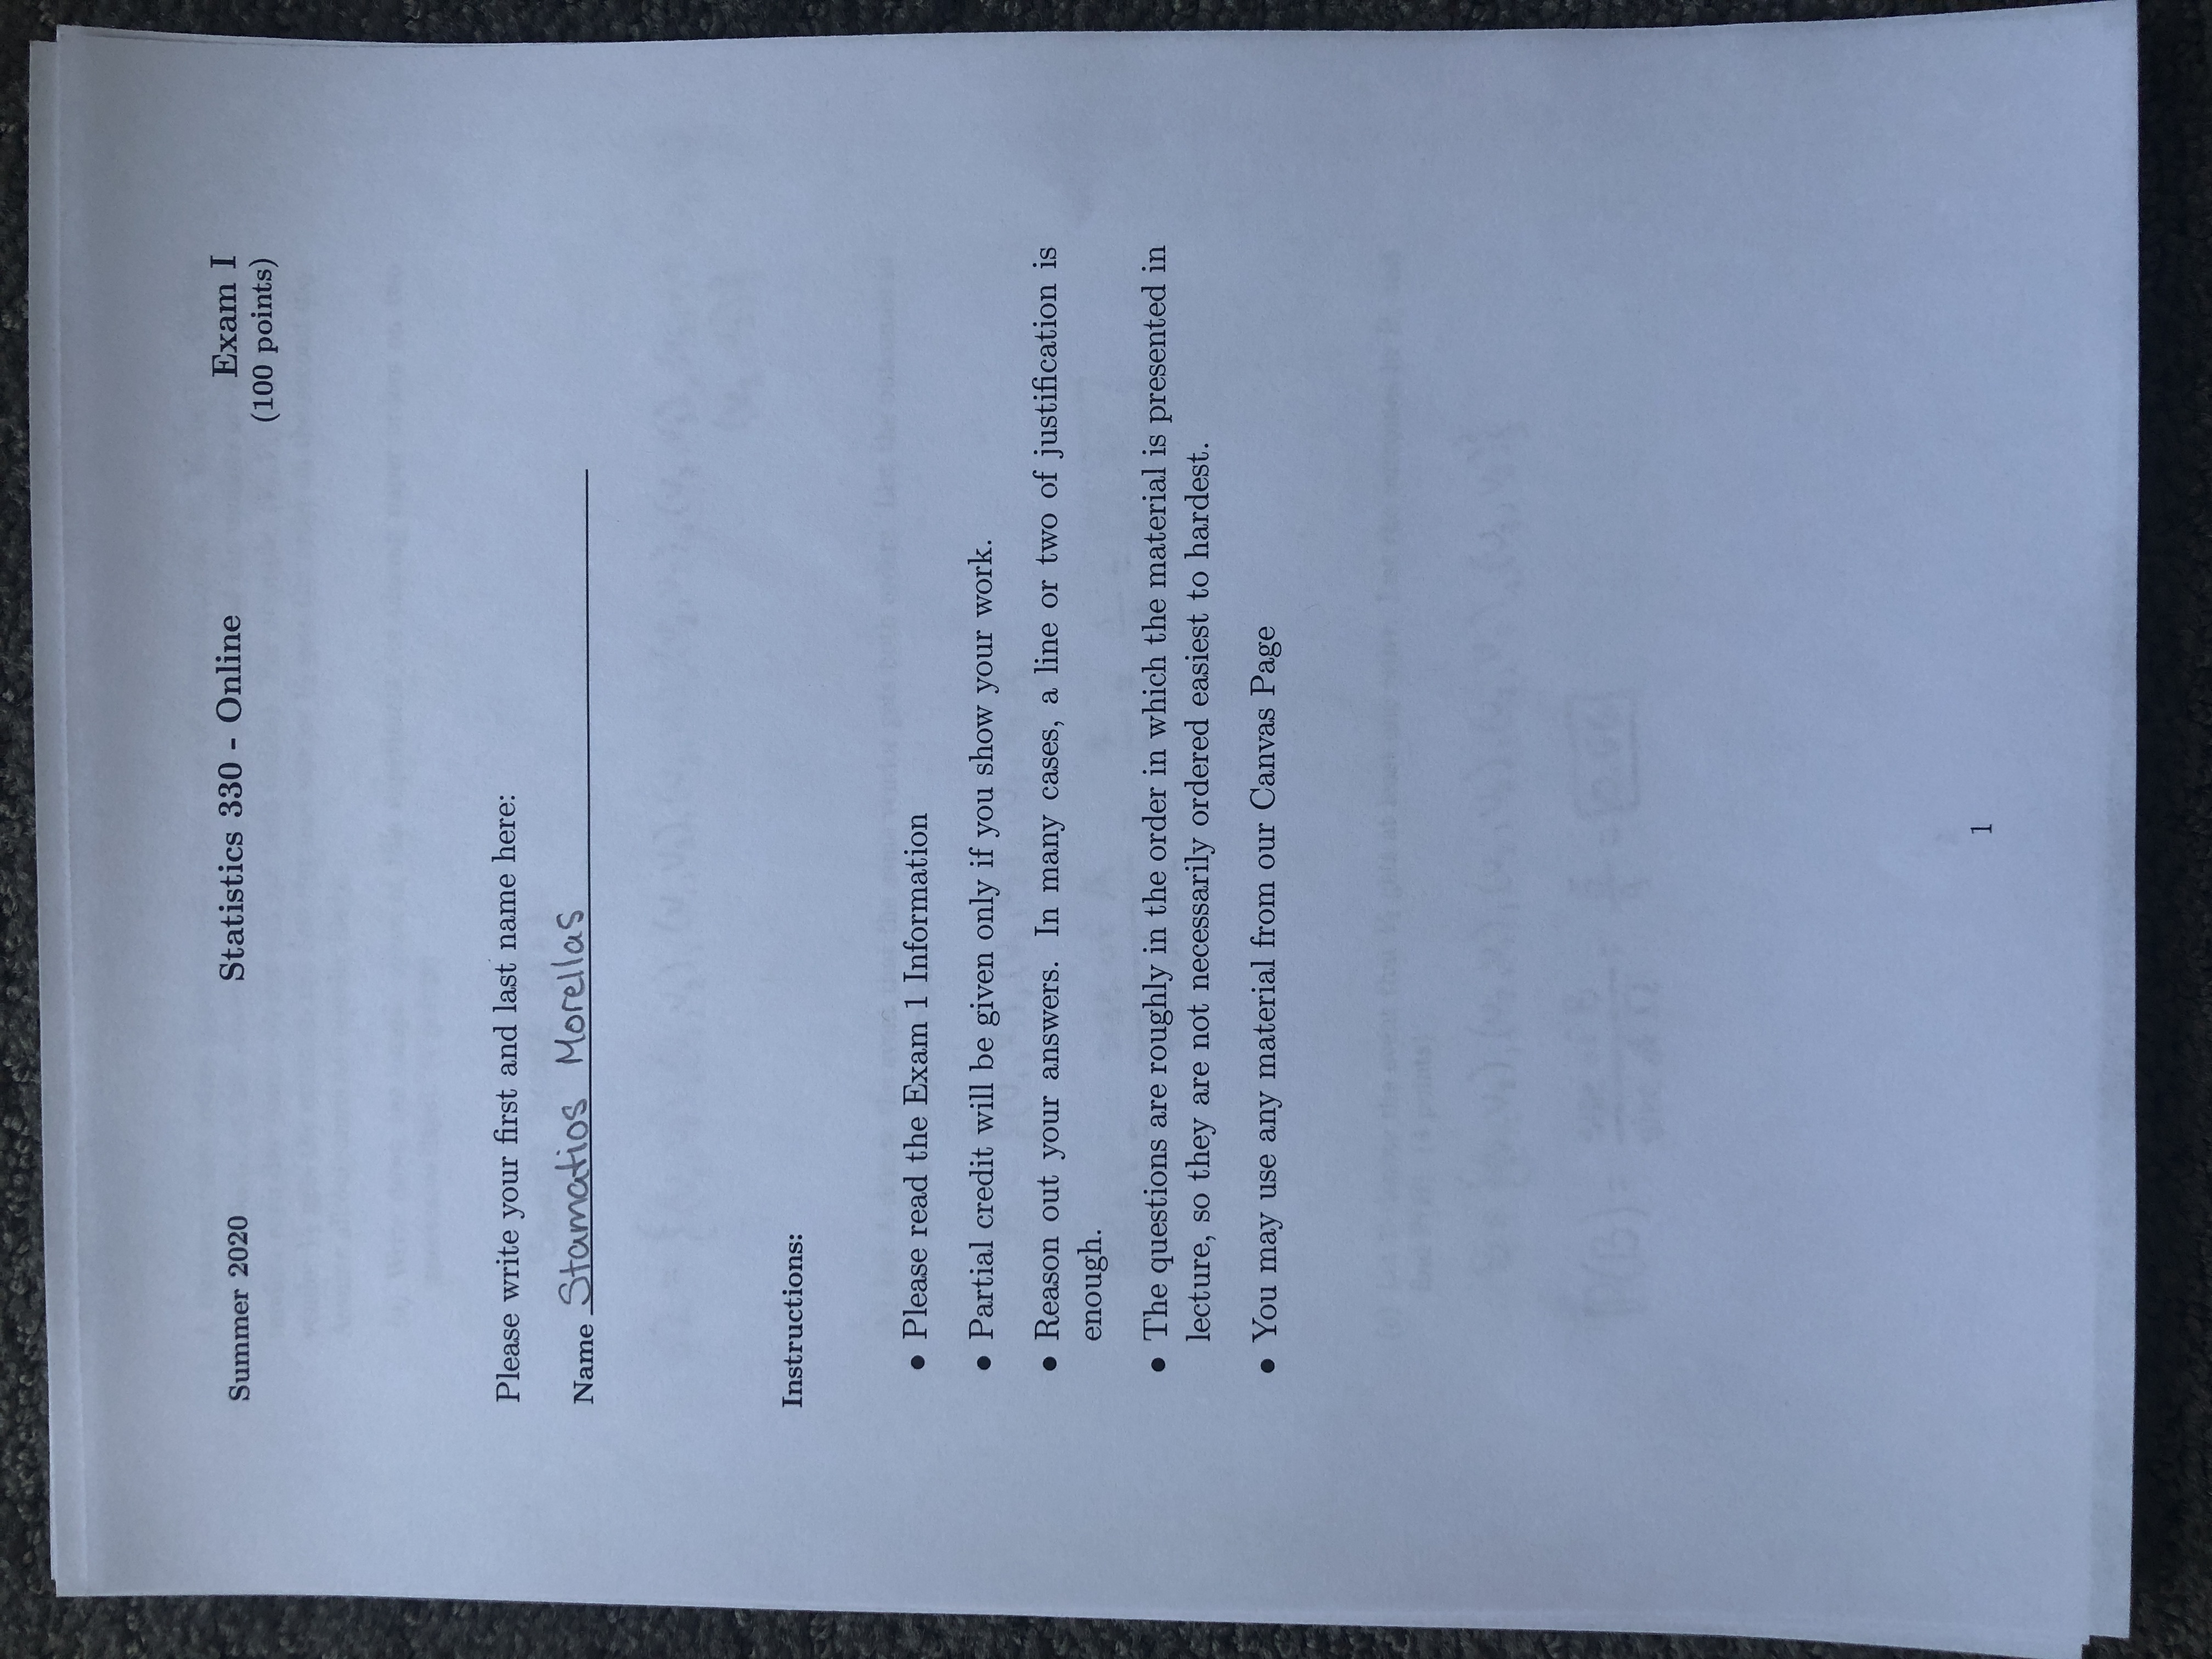 Summer 2020 Statistics 330 - Online Exam I
(100 points)
Please write your first and last name here:
Name Stamatios Morellas
Instructions:
• Please read the Exam 1 Information
• Partial credit will be given only if you show your work.
• Reason out your answers. In many cases, a line or two of justification is
enough.
• The questions are roughly in the order in which the material is presented in
lecture, so they are not necessarily ordered easiest to hardest.
• You may use any material from our Canvas Page
1